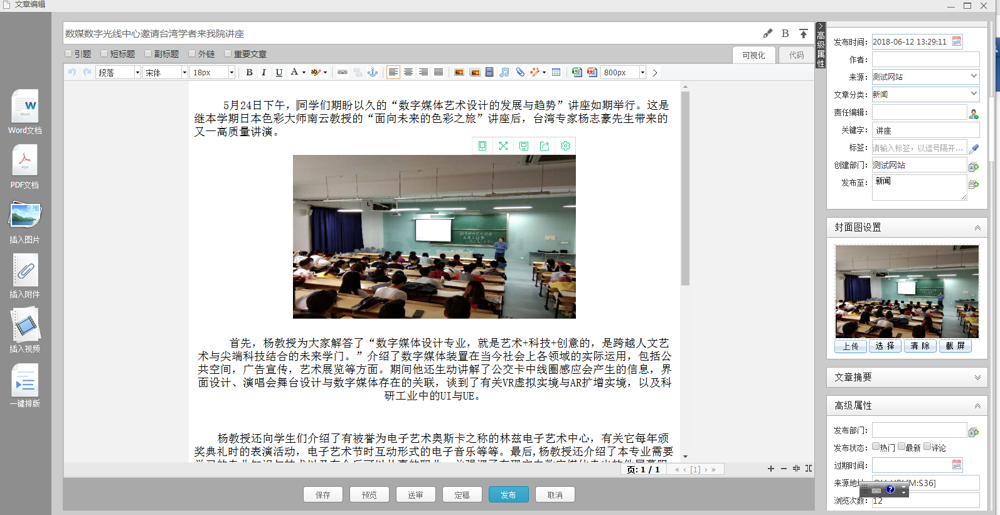 文章编辑
数媒数字光线中心邀请台湾学者来我院讲座
B
引题 短标题 副标题 外链 重要文章
可视化 代码
段落 宋体 18px B I U A ab 800px
Word文档
PDF文档
插入图片
插入附件
插入视频
一键排版
5月24日下午，同学们期盼以久的“数字媒体艺术设计的发展与趋势”讲座如期举行。这是
继本学期日本色彩大师南云教授的“面向未来的色彩之旅”讲座后，台湾专家杨志豪先生带来的
又一高质量讲演。
首先，杨教授为大家解答了“数字媒体设计专业，就是艺术+科技+创意的，是跨越人文艺
术与尖端科技结合的未来学门。”介绍了数字媒体装置在当今社会上各领域的实际运用，包括公
共空间，广告宣传，艺术展览等方面。期间他还生动讲解了公交卡中线圈感应会产生的信息，界
面设计、演唱会舞台设计与数字媒体存在的关联，谈到了有关VR虚拟实境与AR扩增实境，以及科
研工业中的UI与UE。
杨教授还向学生们介绍了有被誉为电子艺术奥斯卡之称的林兹电子艺术中心，有关它每年颁
奖典礼时的表演活动，电子艺术节时互动形式的电子音乐等等。最后,杨教授还介绍了本专业需要
页: 1 / 1 « ‹ [1] › »
保存 预览 送审 定稿 发布 取消
高级属性
发布时间: 2018-06-12 13:29:11
作者:
来源: 测试网站
文章分类: 新闻
责任编辑:
关键字: 讲座
标签: 请输入标签，以逗号隔开...
创建部门: 测试网站
发布至: 新闻
封面图设置
上传 选择 清除 截屏
文章摘要
高级属性
发布部门:
发布状态: 热门 最新 评论
过期时间:
来源地址: [M:S36]
浏览次数: 12